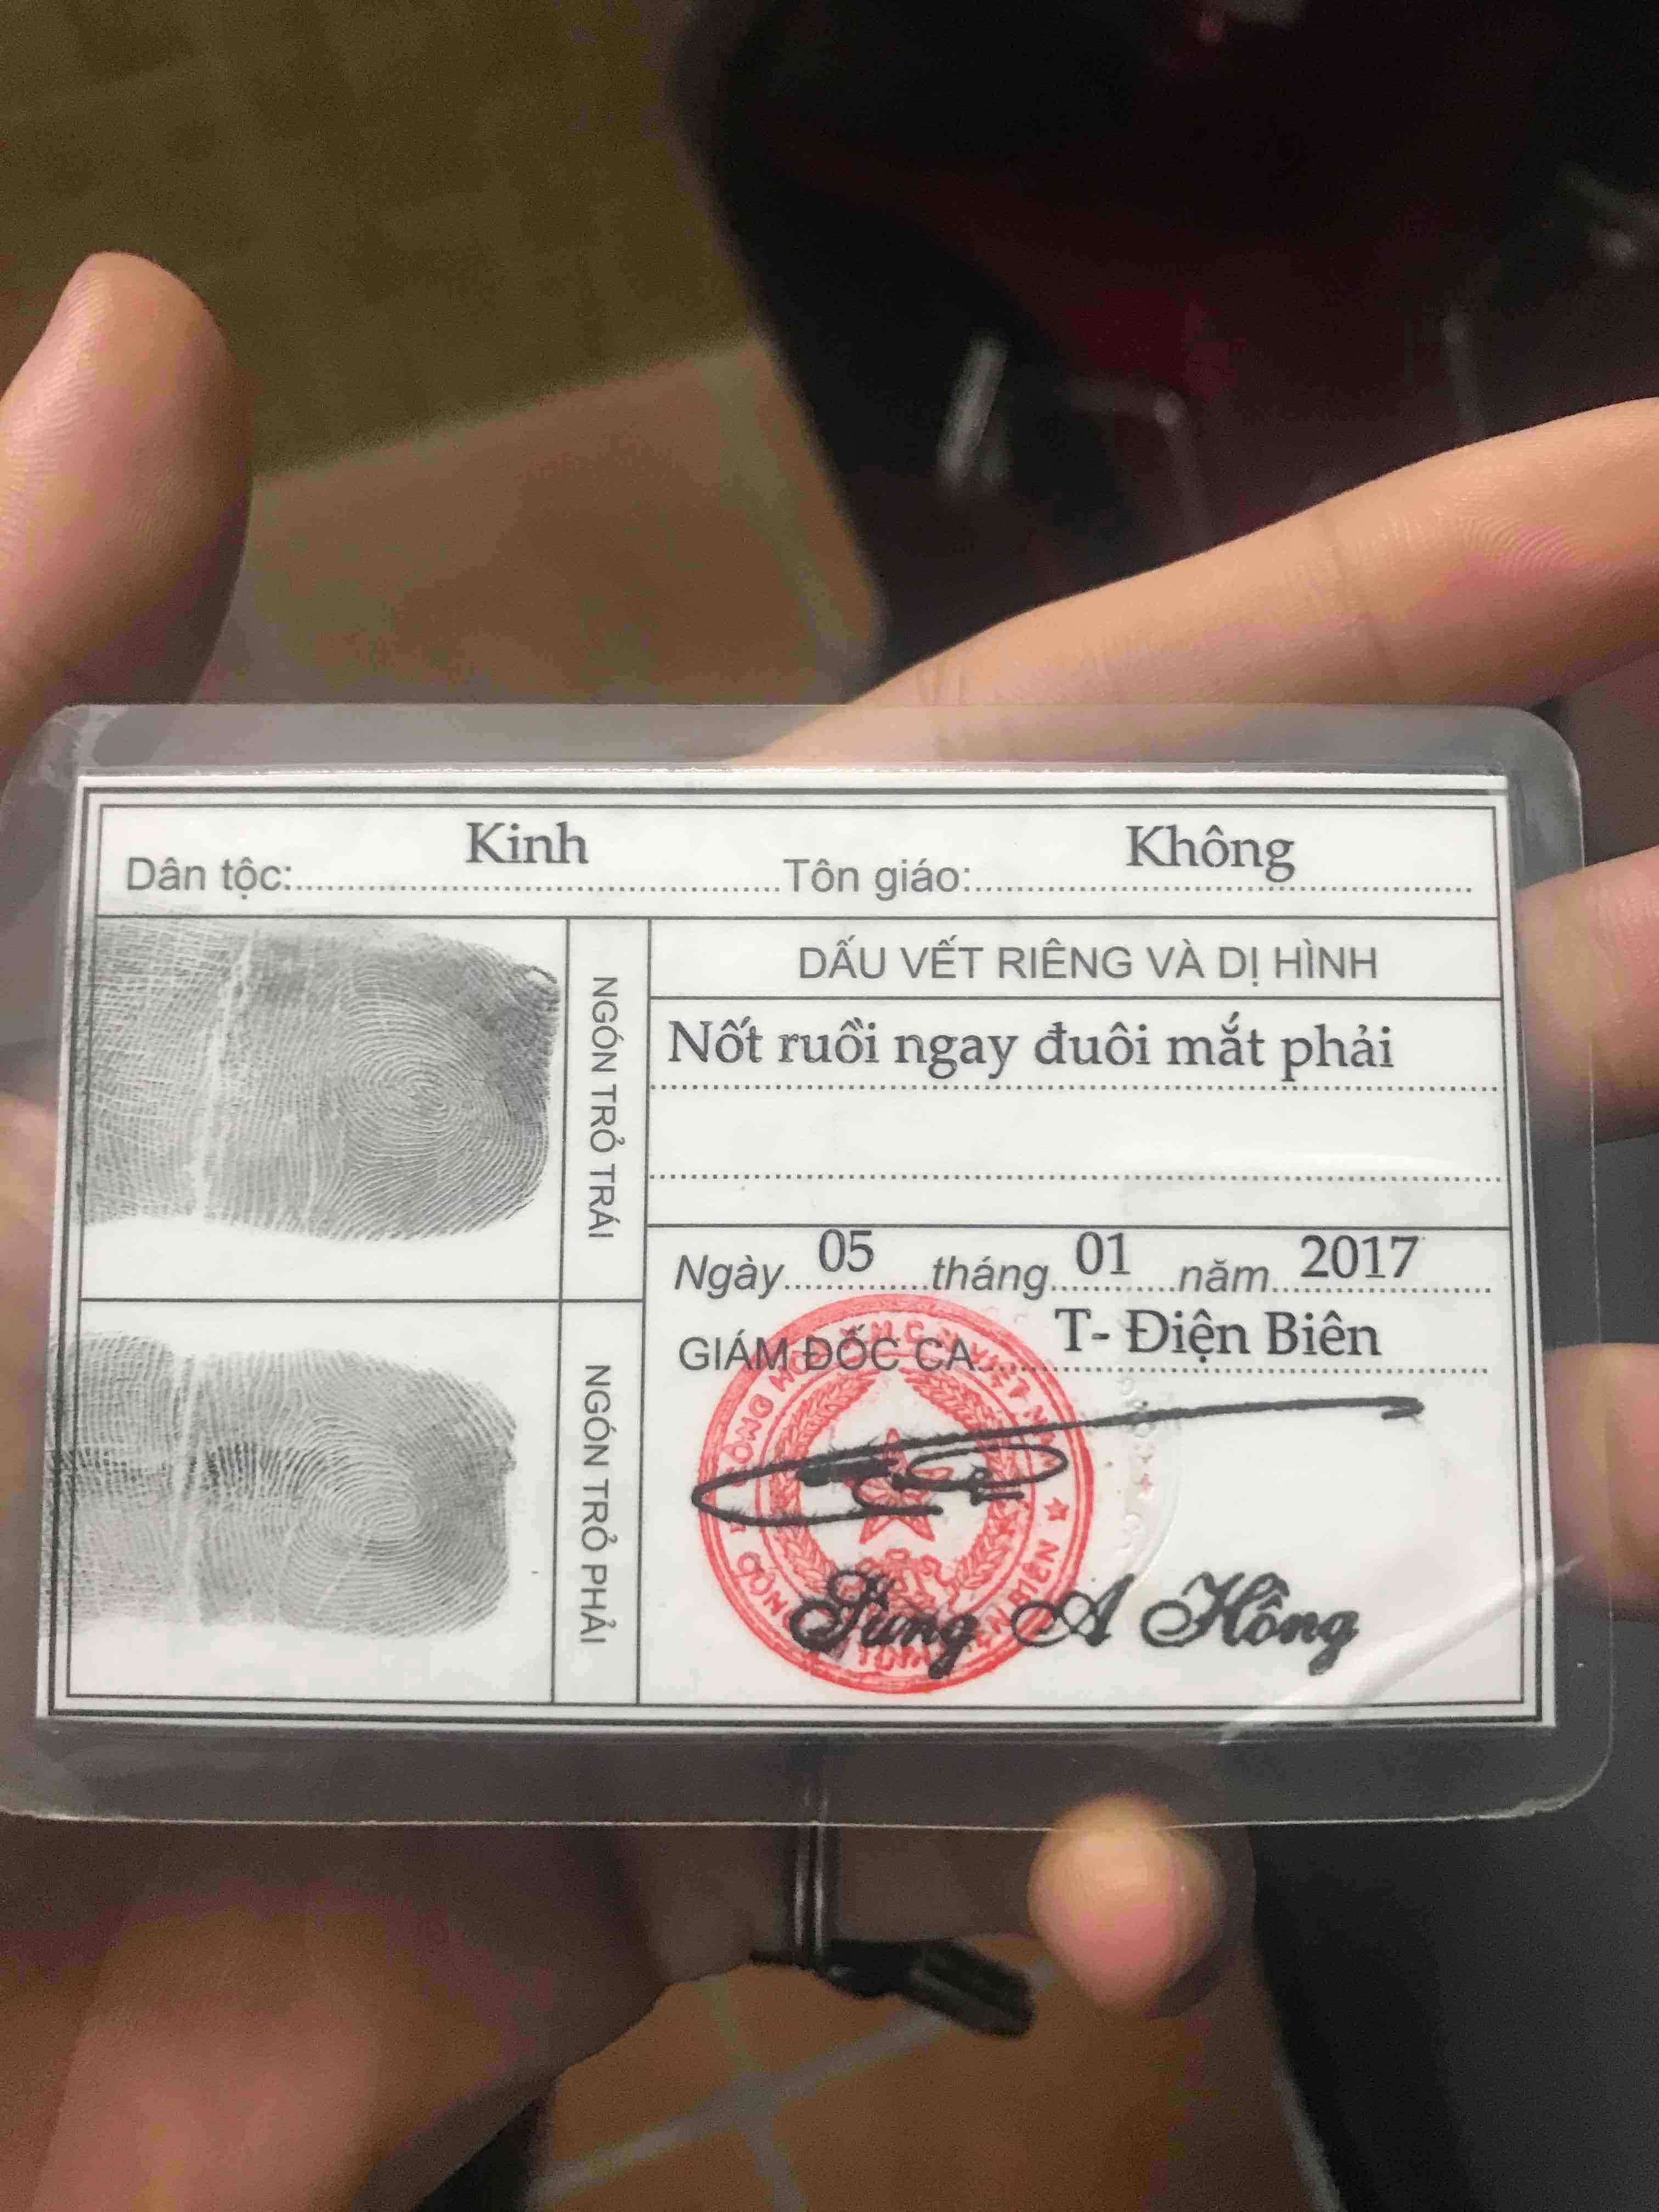 Dân tộc: Kinh Tôn giáo: Không
NGÓN TRỎ TRÁI
DẤU VẾT RIÊNG VÀ DỊ HÌNH
Nốt ruồi ngay đuôi mắt phải
Ngày 05 tháng 01 năm 2017
GIÁM ĐỐC CA T- Điện Biên
NGÓN TRỎ PHẢI
Sùng A Hồng